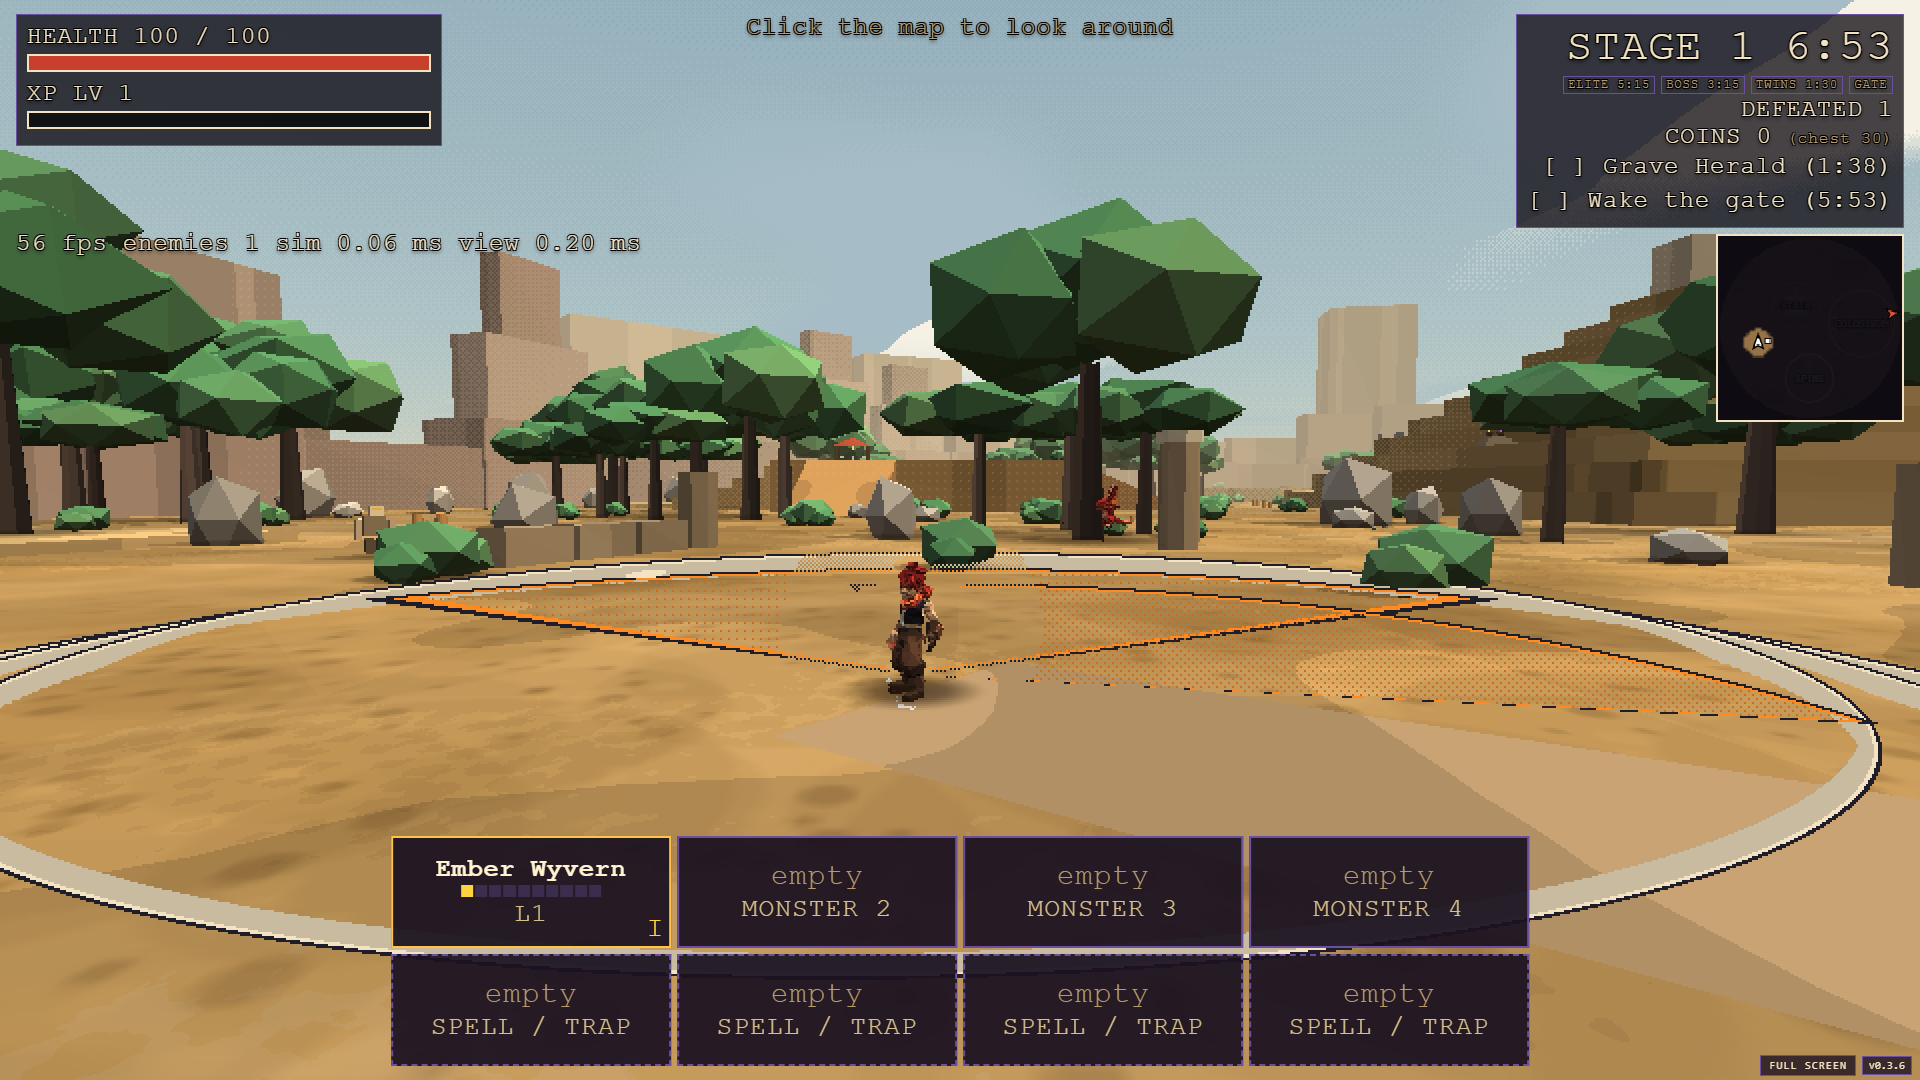 HEALTH 100 / 100
XP LV 1
Click the map to look around
STAGE 1 6:53
ELITE 5:15 BOSS 3:15 TWINS 1:30 GATE
DEFEATED 1
COINS 0 (chest 30)
[ ] Grave Herald (1:38)
[ ] Wake the gate (5:53)
56 fps enemies 1 sim 0.06 ms view 0.20 ms
Ember Wyvern
L1
I
empty
MONSTER 2
empty
MONSTER 3
empty
MONSTER 4
empty
SPELL / TRAP
empty
SPELL / TRAP
empty
SPELL / TRAP
empty
SPELL / TRAP
FULL SCREEN
v0.3.6